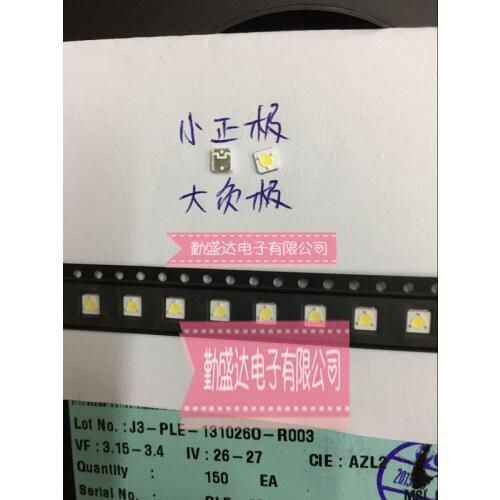 小正极
大负极
勤盛达电子有限公司
勤盛达电子有限公司
Lot No. : J3-PLE-131026O-R003
VF : 3.15-3.4 IV : 26-27 CIE : AZL2
Quantity : 150 EA
Serial No.